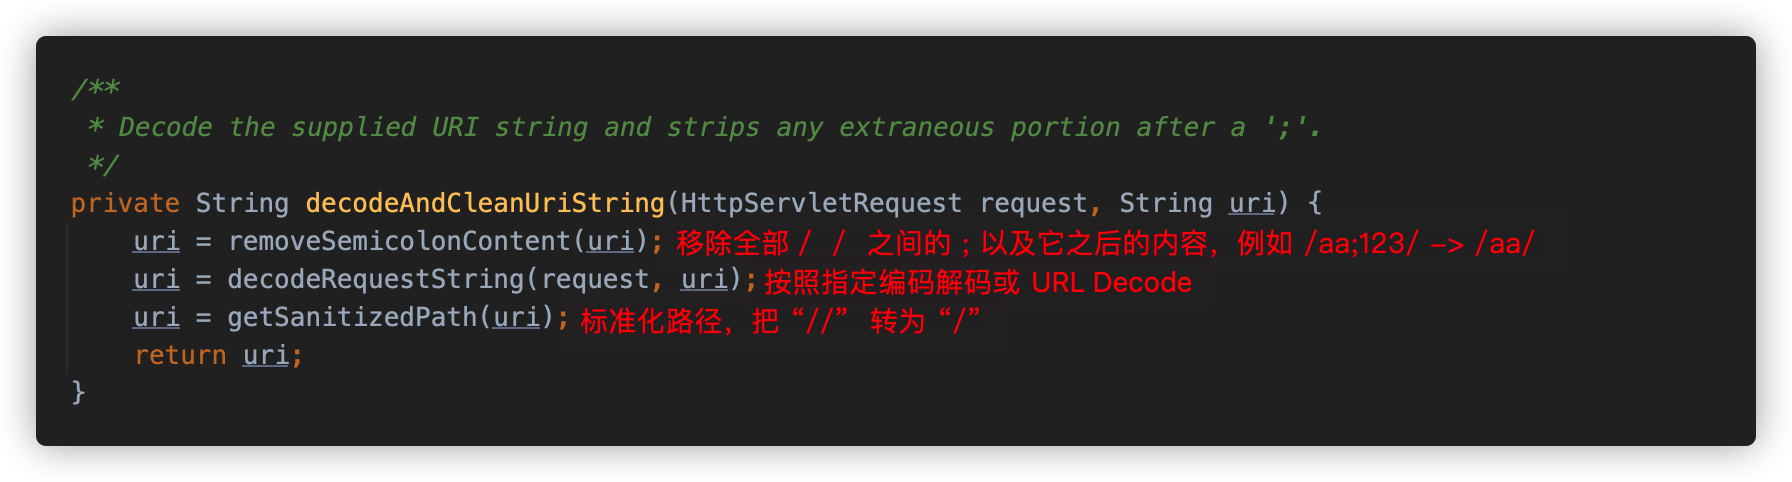 /**
* Decode the supplied URI string and strips any extraneous portion after a ';'.
*/
private String decodeAndCleanUriString(HttpServletRequest request, String uri) {
uri = removeSemicolonContent(uri); 移除全部 / / 之间的 ; 以及它之后的内容，例如 /aa;123/ –> /aa/
uri = decodeRequestString(request, uri); 按照指定编码解码或 URL Decode
uri = getSanitizedPath(uri); 标准化路径，把 “//” 转为 “/”
return uri;
}